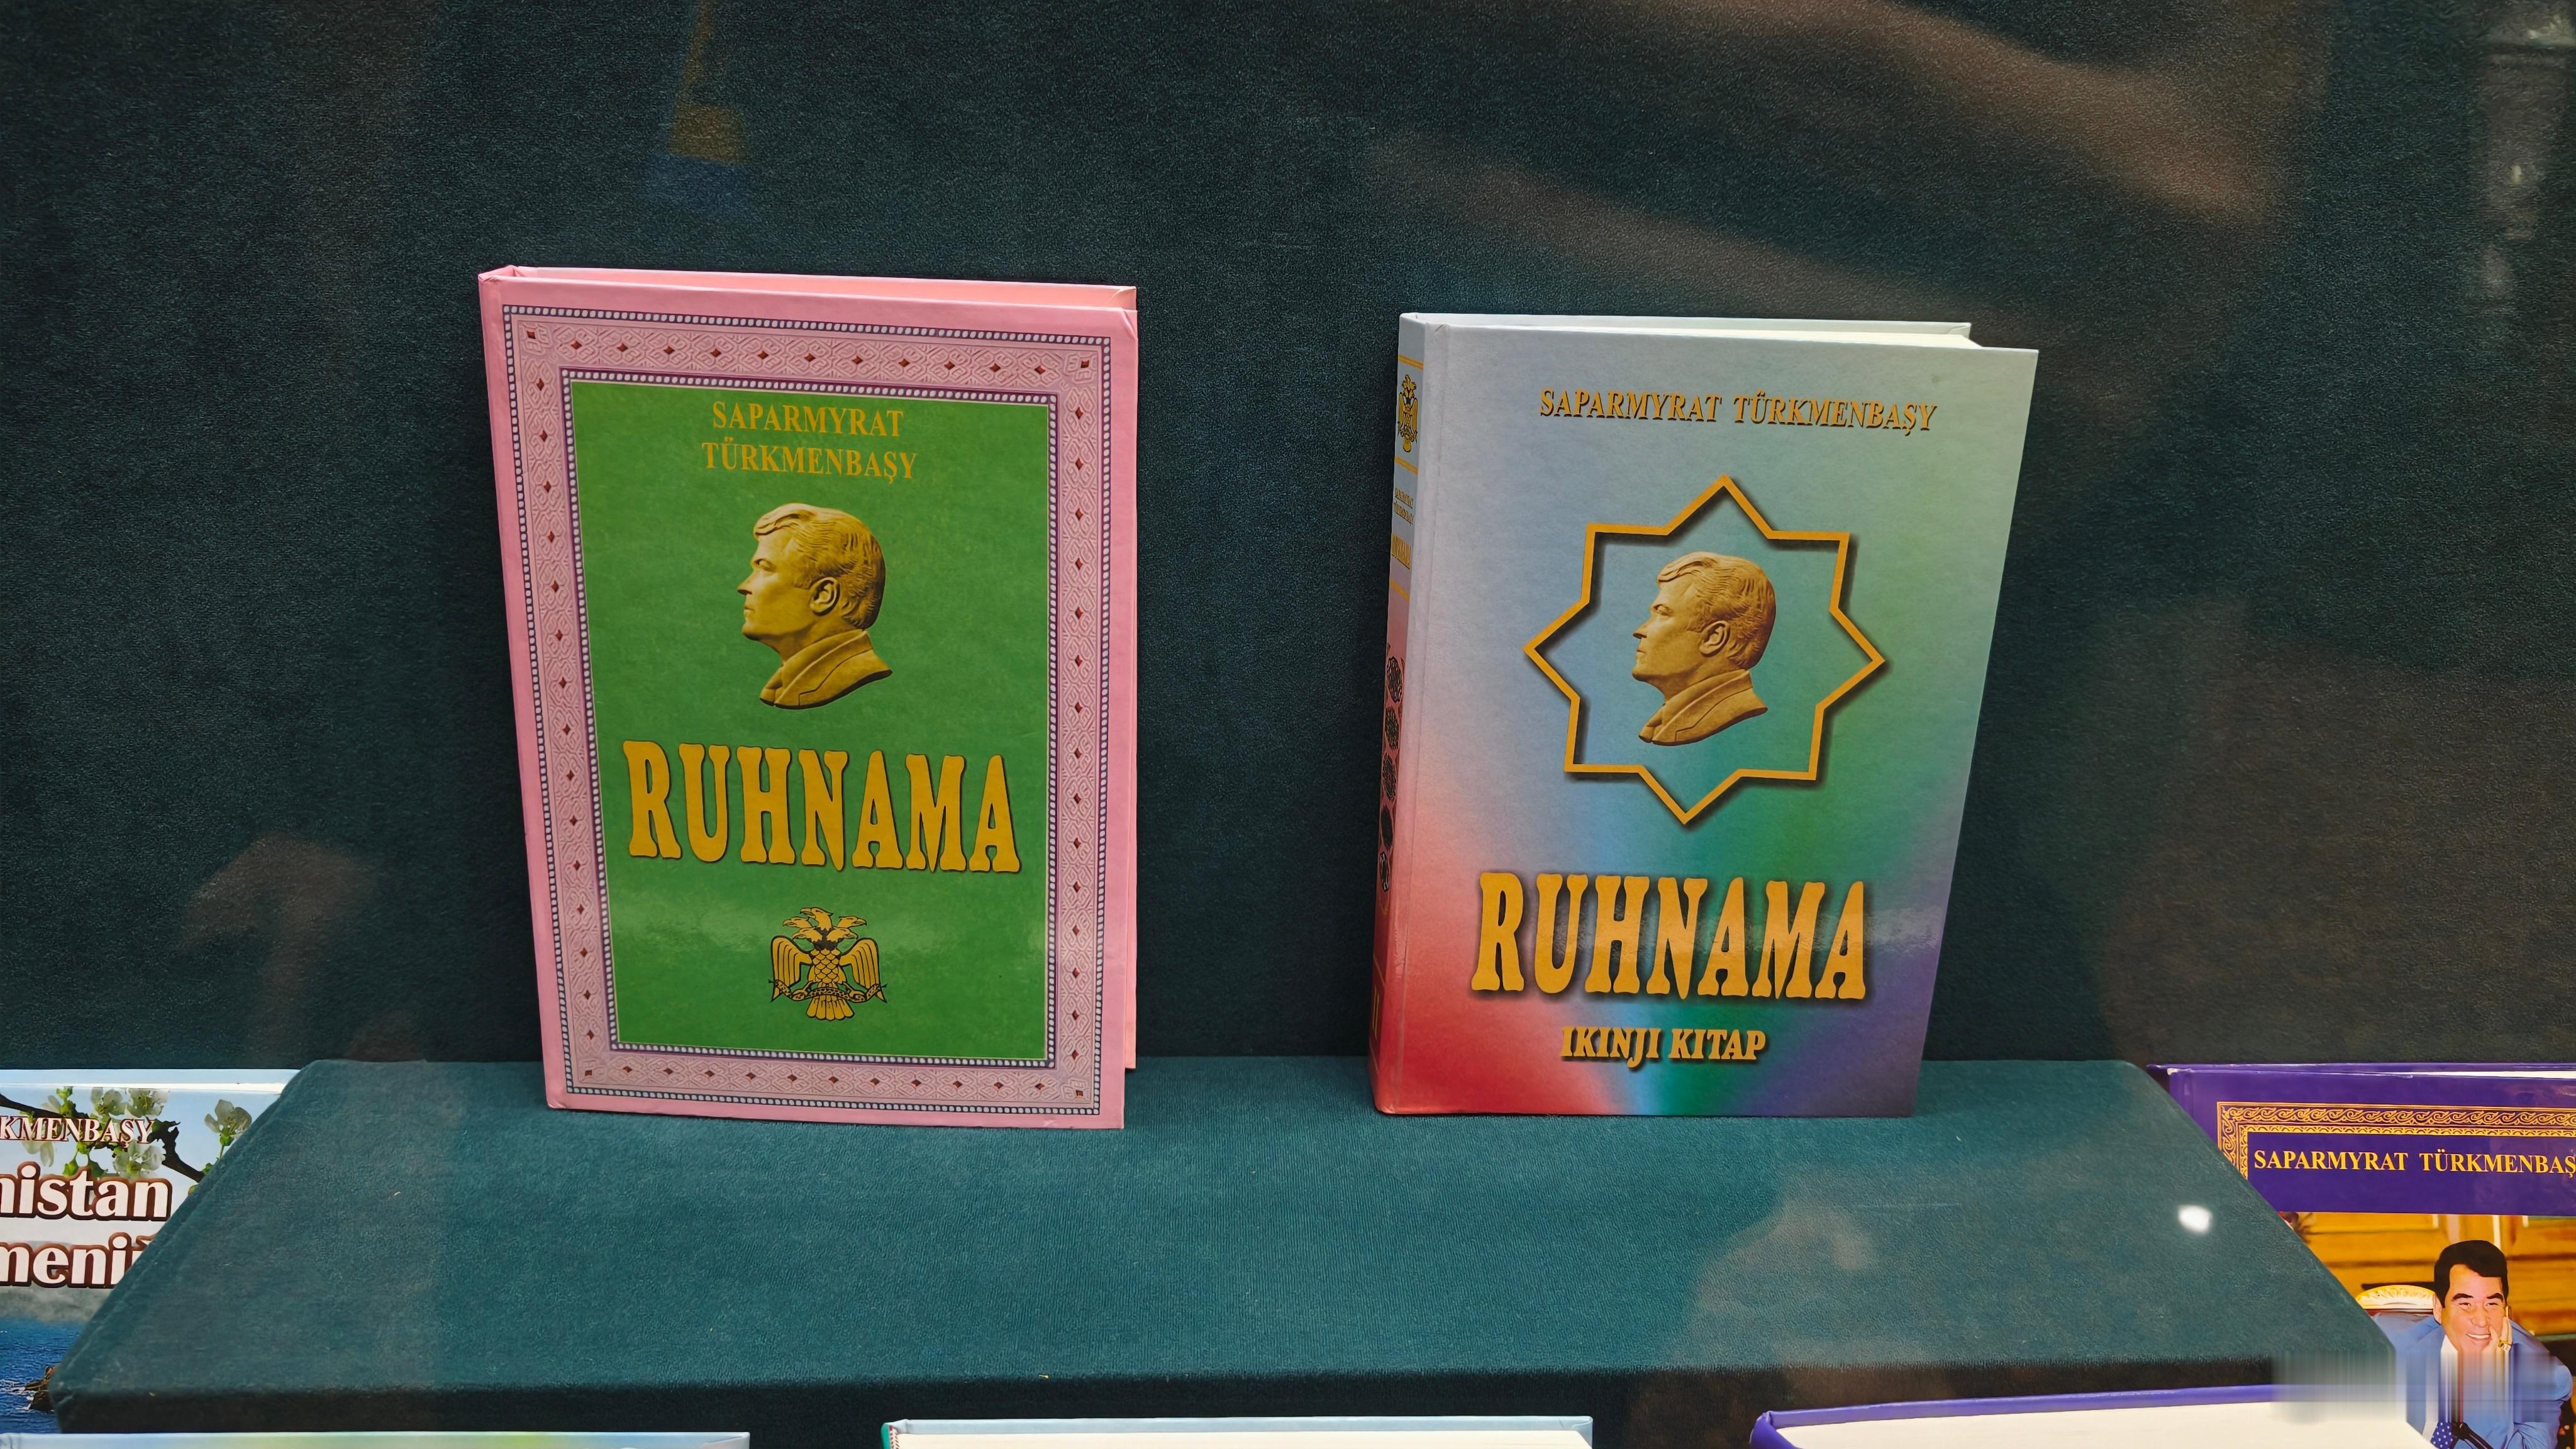 SAPARMYRAT
TÜRKMENBAŞY
RUHNAMA
SAPARMYRAT TÜRKMENBAŞY
RUHNAMA
IKINJI KITAP
KMENBAŞY
nistan
SAPARMYRAT TÜRKMENBAŞ